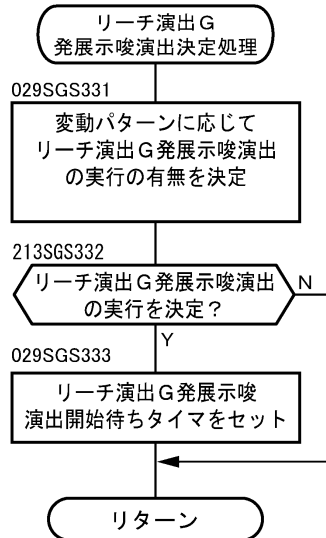 リーチ演出Ｇ
発展示唆演出決定処理
029SGS331
変動パターンに応じて
リーチ演出Ｇ発展示唆演出
の実行の有無を決定
213SGS332
リーチ演出Ｇ発展示唆演出
の実行を決定？
N
Y
029SGS333
リーチ演出Ｇ発展示唆
演出開始待ちタイマをセット
リターン